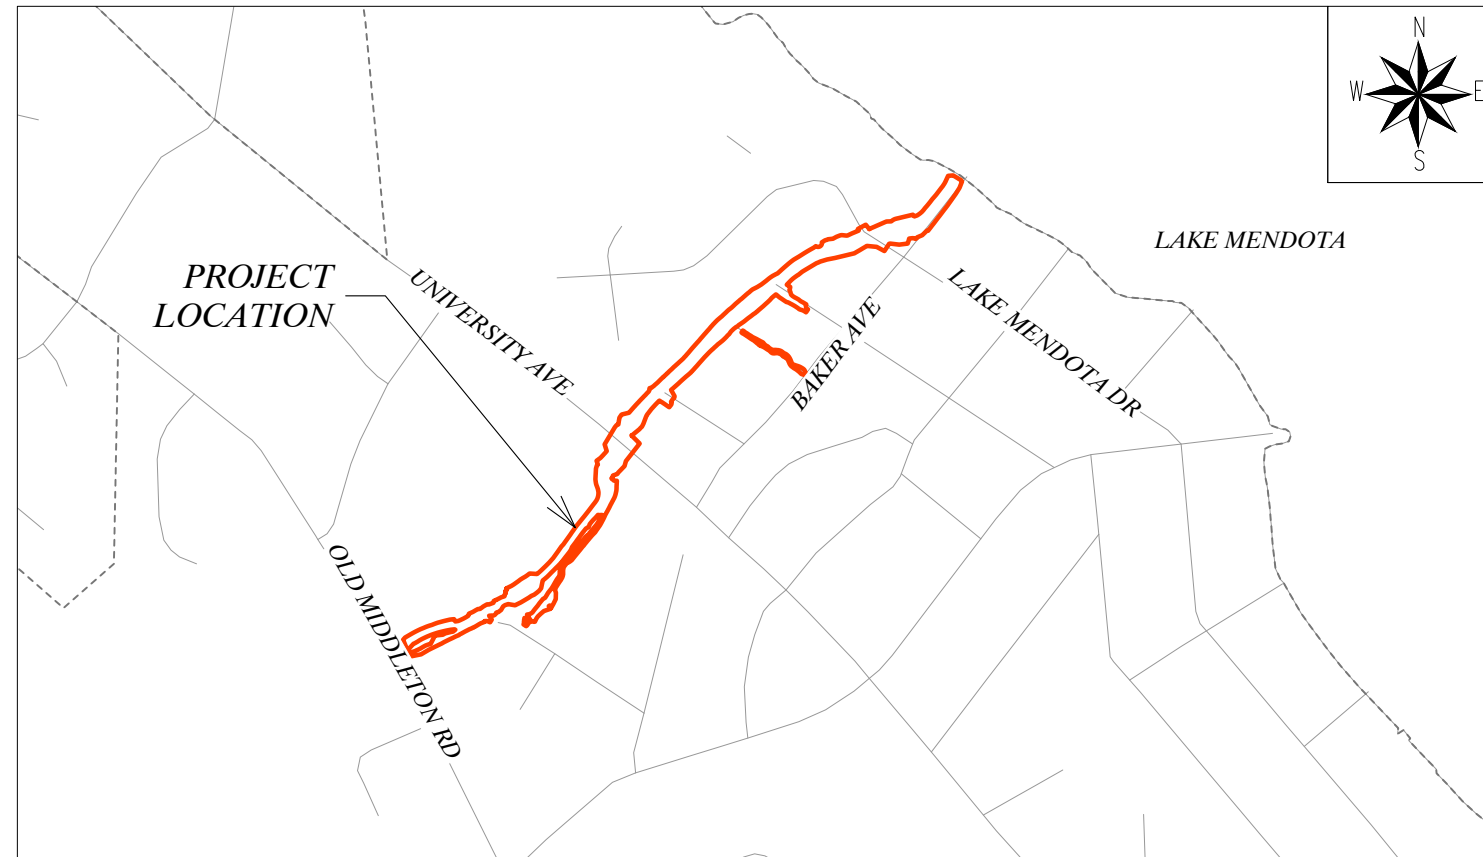 N
W
E
S
LAKE MENDOTA
PROJECT
LOCATION
UNIVERSITY AVE
LAKE MENDOTA DR
BAKER AVE
OLD MIDDLETON RD